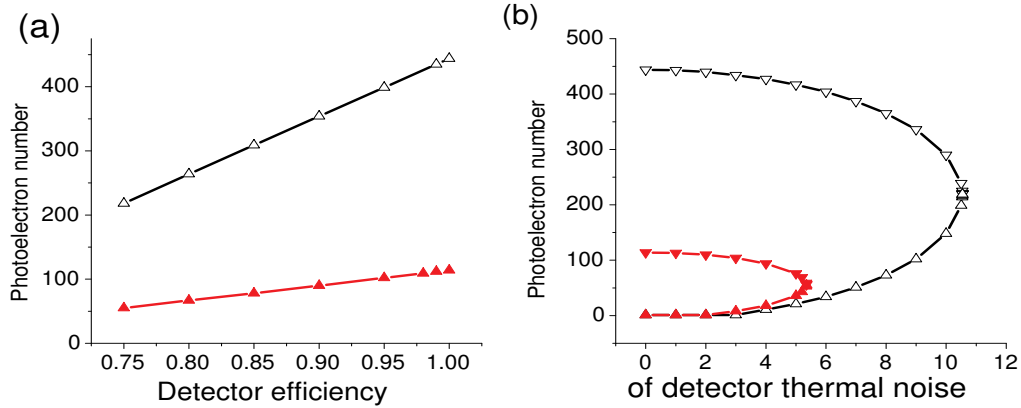 (a)
Photoelectron number
400
300
200
100
0
0.75 0.80 0.85 0.90 0.95 1.00
Detector efficiency
(b)
Photoelectron number
500
400
300
200
100
0
0 2 4 6 8 10 12
of detector thermal noise